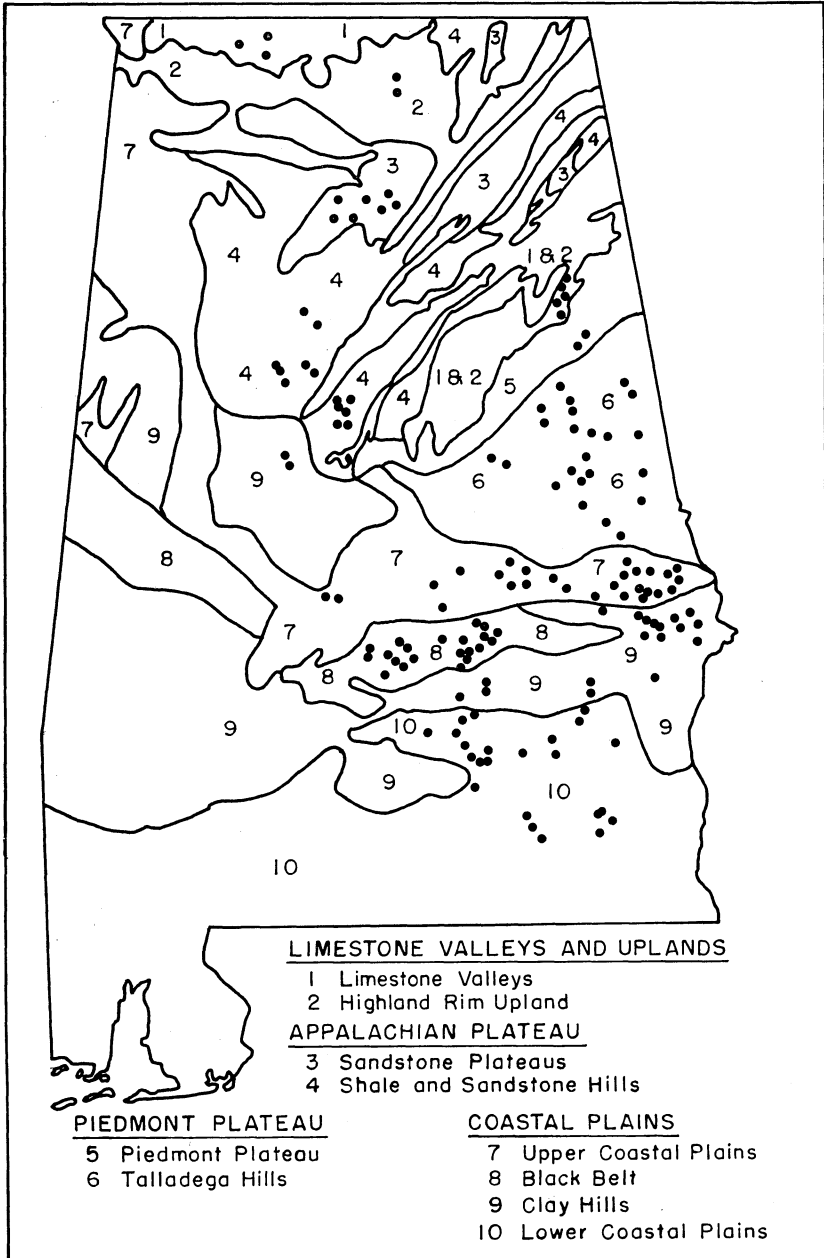 7 1 1 4 3
2
2 4
7 4
3 3 3
4 1 & 2
4 4
4 4 1 & 2 5
7 9 4 6
9 6 6
8
7 7
7 8 8
8 9
9
9 10 9
9 10
10
LIMESTONE VALLEYS AND UPLANDS
1 Limestone Valleys
2 Highland Rim Upland
APPALACHIAN PLATEAU
3 Sandstone Plateaus
4 Shale and Sandstone Hills
PIEDMONT PLATEAU
5 Piedmont Plateau
6 Talladega Hills
COASTAL PLAINS
7 Upper Coastal Plains
8 Black Belt
9 Clay Hills
10 Lower Coastal Plains